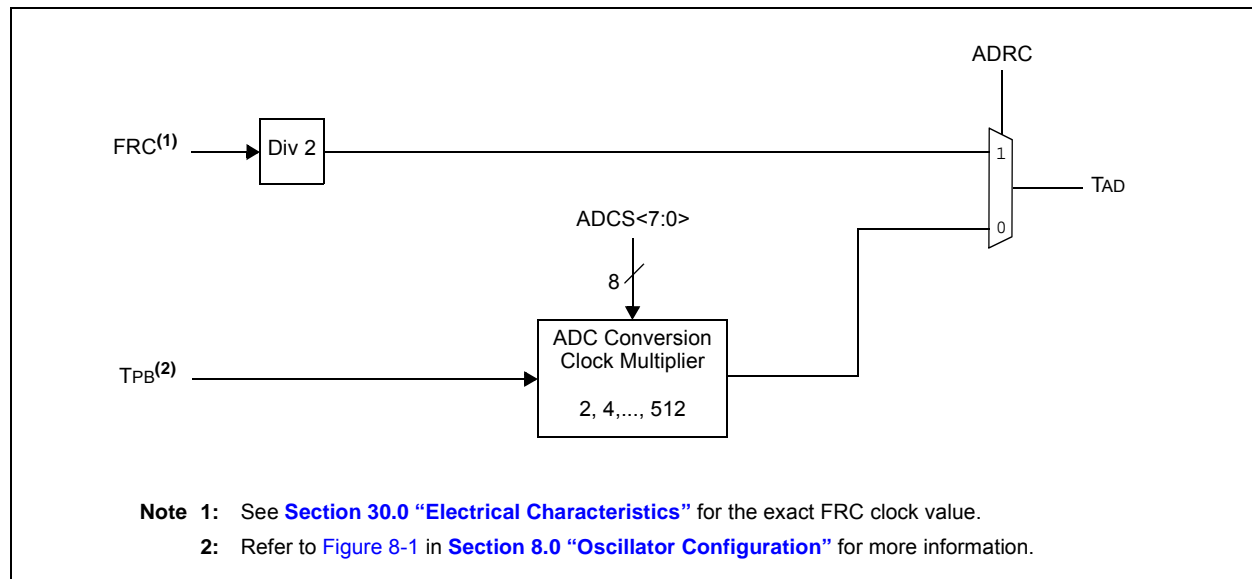 ADRC
FRC(1)
Div 2
1
TAD
ADCS<7:0>
0
8
ADC Conversion
Clock Multiplier
TPB(2)
2, 4,..., 512
Note 1: See Section 30.0 “Electrical Characteristics” for the exact FRC clock value.
2: Refer to Figure 8-1 in Section 8.0 “Oscillator Configuration” for more information.